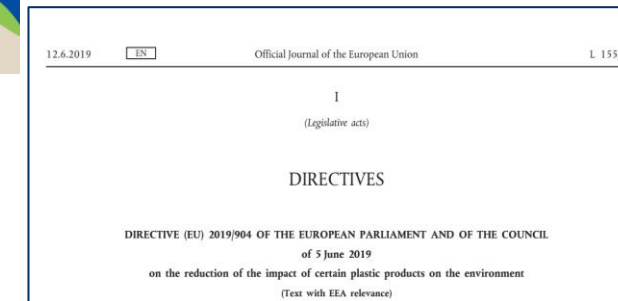 12.6.2019 EN Official Journal of the European Union L 155
I
(Legislative acts)
DIRECTIVES
DIRECTIVE (EU) 2019/904 OF THE EUROPEAN PARLIAMENT AND OF THE COUNCIL
of 5 June 2019
on the reduction of the impact of certain plastic products on the environment
(Text with EEA relevance)